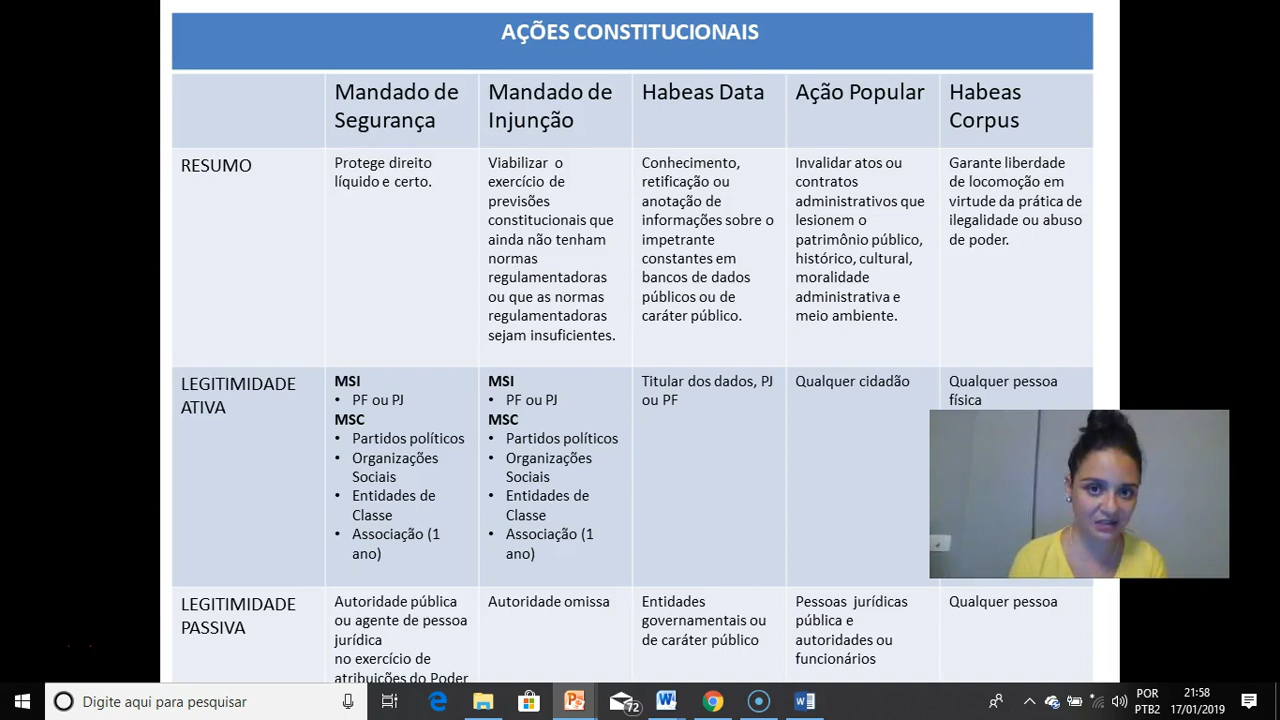 AÇÕES CONSTITUCIONAIS
Mandado de
Segurança
Mandado de
Injunção
Habeas Data
Ação Popular
Habeas
Corpus
RESUMO
Protege direito
líquido e certo.
Viabilizar o
exercício de
previsões
constitucionais que
ainda não tenham
normas
regulamentadoras
ou que as normas
regulamentadoras
sejam insuficientes.
Conhecimento,
retificação ou
anotação de
informações sobre o
impetrante
constantes em
bancos de dados
públicos ou de
caráter público.
Invalidar atos ou
contratos
administrativos que
lesionem o
patrimônio público,
histórico, cultural,
moralidade
administrativa e
meio ambiente.
Garante liberdade
de locomoção em
virtude da prática de
ilegalidade ou abuso
de poder.
LEGITIMIDADE
ATIVA
MSI
• PF ou PJ
MSC
• Partidos políticos
• Organizações
Sociais
• Entidades de
Classe
• Associação (1
ano)
MSI
• PF ou PJ
MSC
• Partidos políticos
• Organizações
Sociais
• Entidades de
Classe
• Associação (1
ano)
Titular dos dados, PJ
ou PF
Qualquer cidadão
Qualquer pessoa
física
LEGITIMIDADE
PASSIVA
Autoridade pública
ou agente de pessoa
jurídica
no exercício de
atribuições do Poder
Autoridade omissa
Entidades
governamentais ou
de caráter público
Pessoas jurídicas
pública e
autoridades ou
funcionários
Qualquer pessoa
Digite aqui para pesquisar
72
POR
PTB2
21:58
17/01/2019